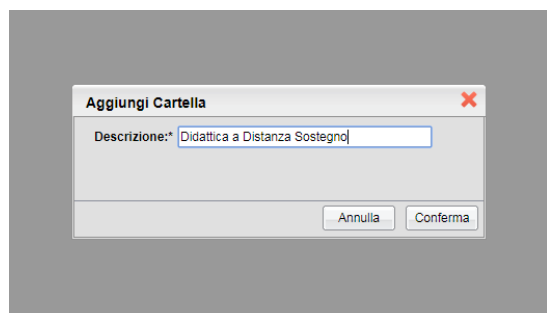 Aggiungi Cartella
Descrizione:* Didattica a Distanza Sostegno
Annulla Conferma